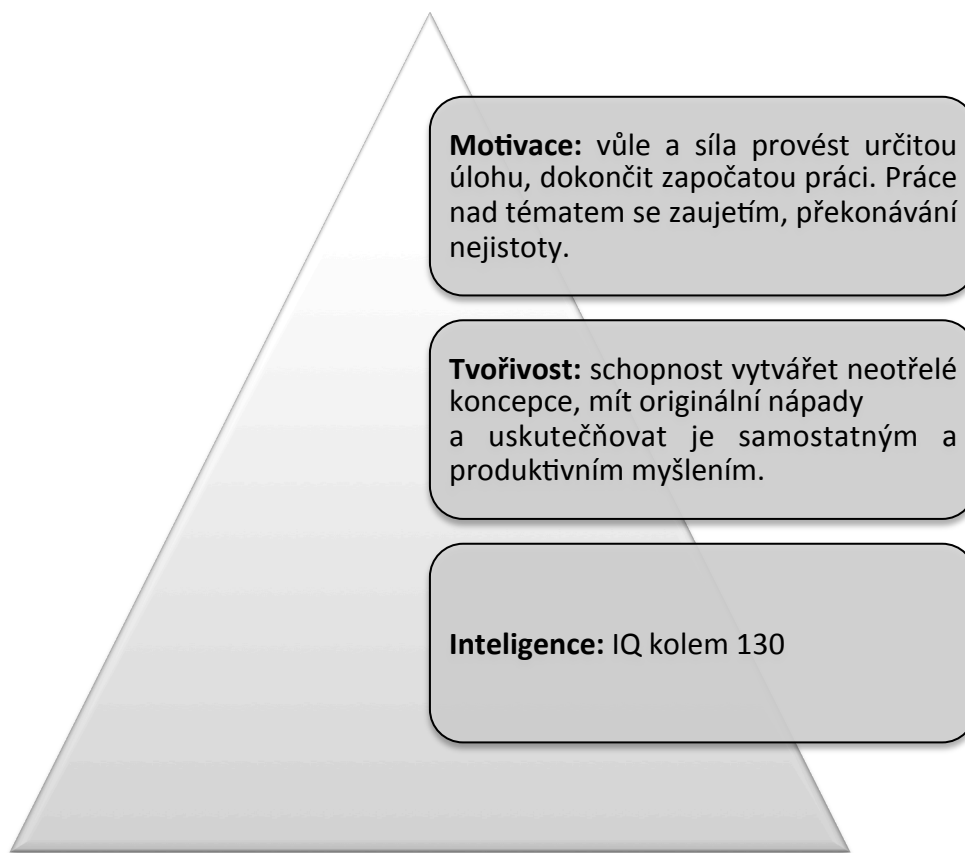 Motivace: vůle a síla provést určitou
úlohu, dokončit započatou práci. Práce
nad tématem se zaujetím, překonávání
nejistoty.
Tvořivost: schopnost vytvářet neotřelé
koncepce, mít originální nápady
a uskutečňovat je samostatným a
produktivním myšlením.
Inteligence: IQ kolem 130